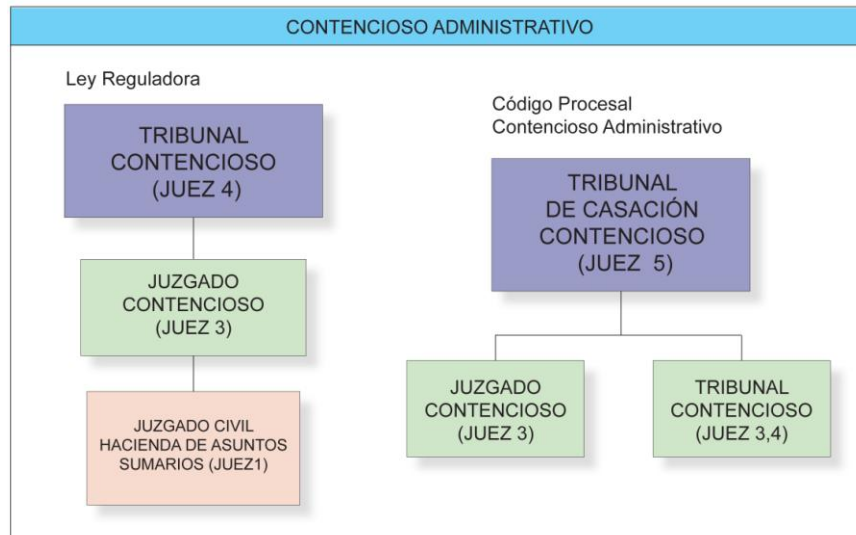 CONTENCIOSO ADMINISTRATIVO
Ley Reguladora
TRIBUNAL
CONTENCIOSO
(JUEZ 4)
JUZGADO
CONTENCIOSO
(JUEZ 3)
JUZGADO CIVIL
HACIENDA DE ASUNTOS
SUMARIOS (JUEZ1)
Código Procesal
Contencioso Administrativo
TRIBUNAL
DE CASACIÓN
CONTENCIOSO
(JUEZ 5)
JUZGADO
CONTENCIOSO
(JUEZ 3)
TRIBUNAL
CONTENCIOSO
(JUEZ 3,4)